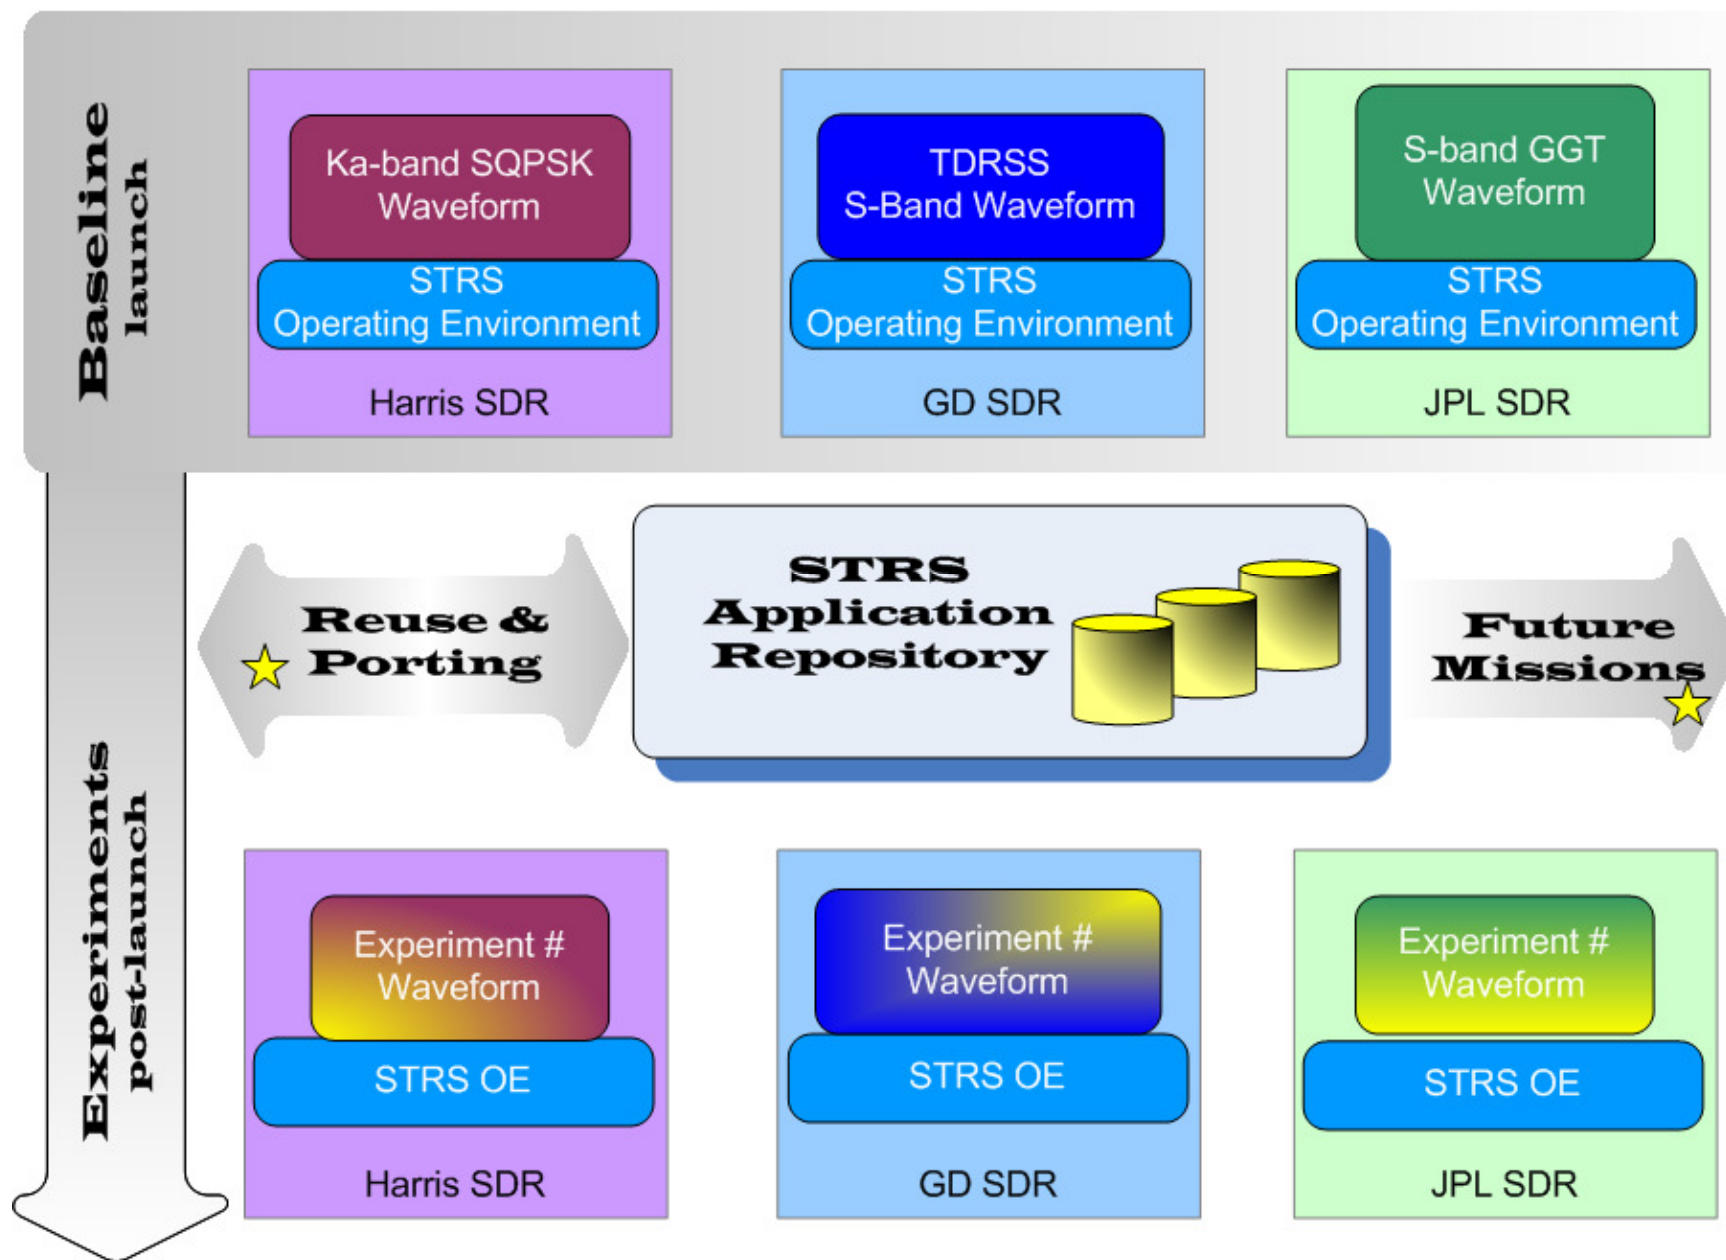 Baseline
launch
Ka-band SQPSK
Waveform
STRS
Operating Environment
Harris SDR
TDRSS
S-Band Waveform
STRS
Operating Environment
GD SDR
S-band GGT
Waveform
STRS
Operating Environment
JPL SDR
Reuse &
Porting
STRS
Application
Repository
Future
Missions
Experiments
post-launch
Experiment #
Waveform
STRS OE
Harris SDR
Experiment #
Waveform
STRS OE
GD SDR
Experiment #
Waveform
STRS OE
JPL SDR